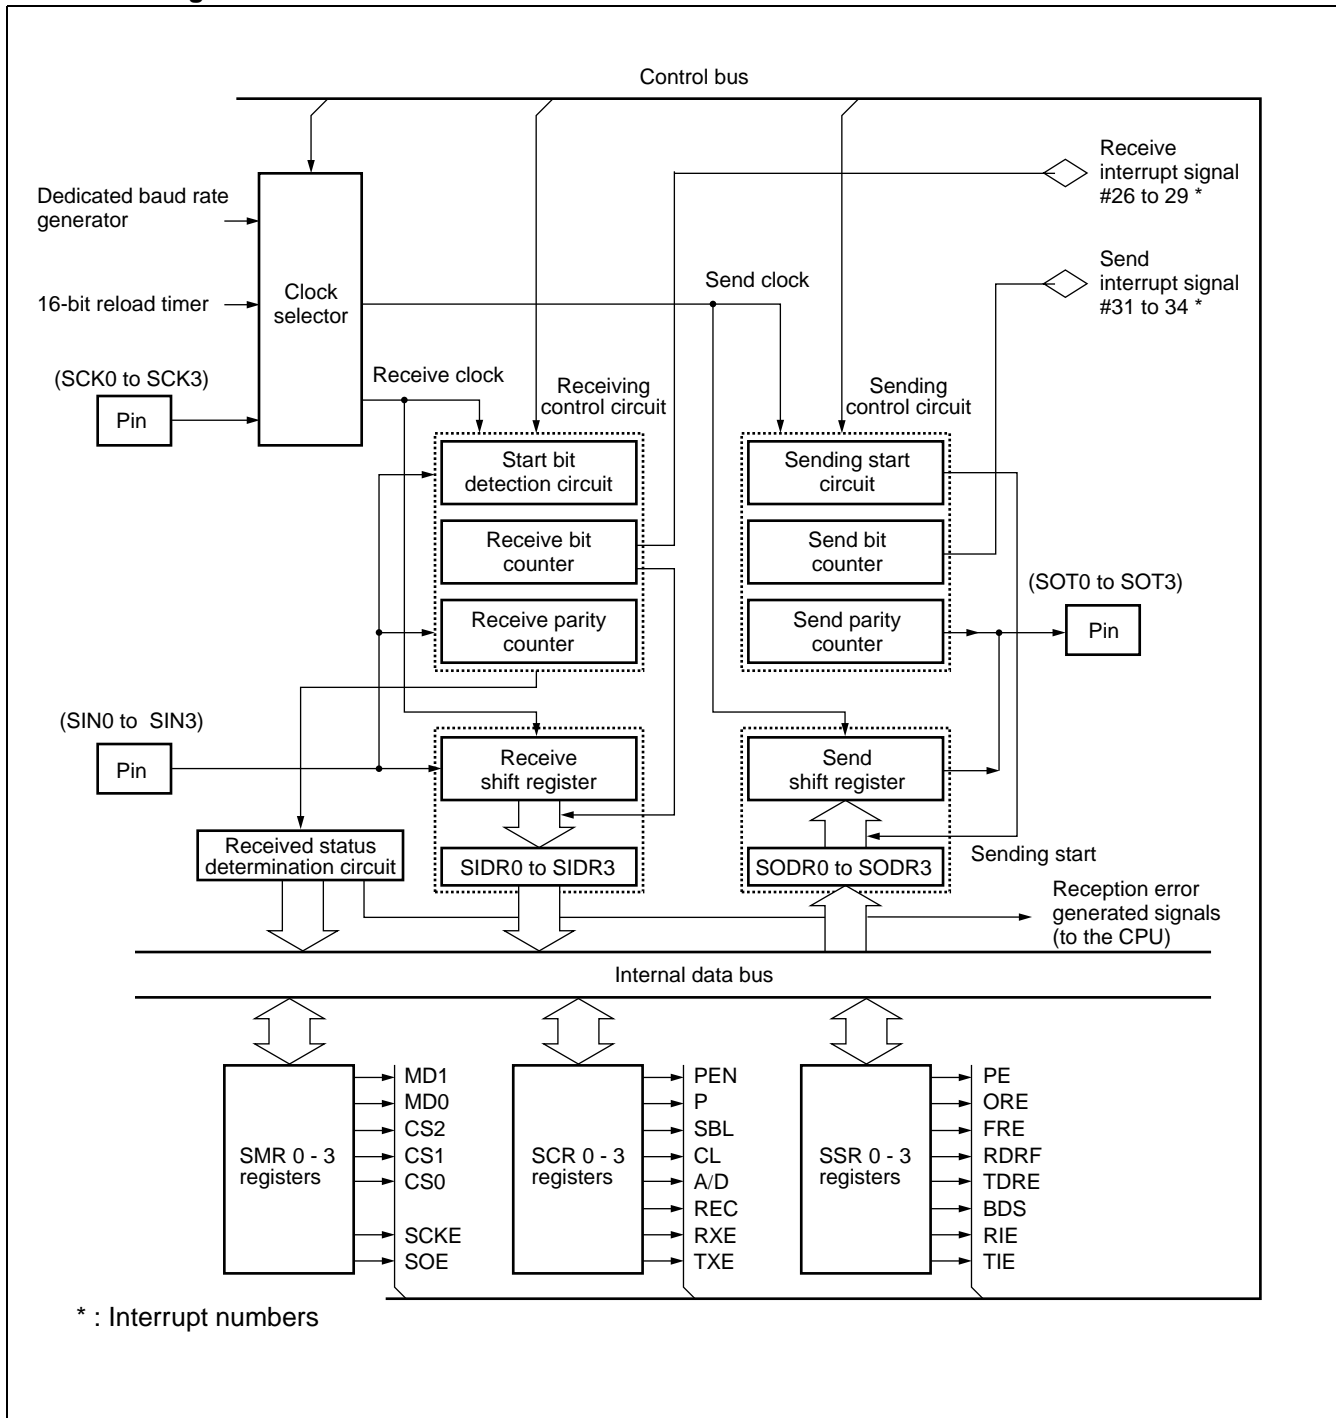 Control bus
Dedicated baud rate
generator
16-bit reload timer
(SCK0 to SCK3)
Pin
Clock
selector
Receive clock
Send clock
Receiving
control circuit
Sending
control circuit
Receive
interrupt signal
#26 to 29 *
Send
interrupt signal
#31 to 34 *
Start bit
detection circuit
Receive bit
counter
Receive parity
counter
Sending start
circuit
Send bit
counter
Send parity
counter
(SOT0 to SOT3)
Pin
(SIN0 to SIN3)
Pin
Receive
shift register
Send
shift register
Received status
determination circuit
SIDR0 to SIDR3
SODR0 to SODR3
Sending start
Reception error
generated signals
(to the CPU)
Internal data bus
SMR 0 - 3
registers
MD1
MD0
CS2
CS1
CS0
SCKE
SOE
SCR 0 - 3
registers
PEN
P
SBL
CL
A/D
REC
RXE
TXE
SSR 0 - 3
registers
PE
ORE
FRE
RDRF
TDRE
BDS
RIE
TIE
* : Interrupt numbers